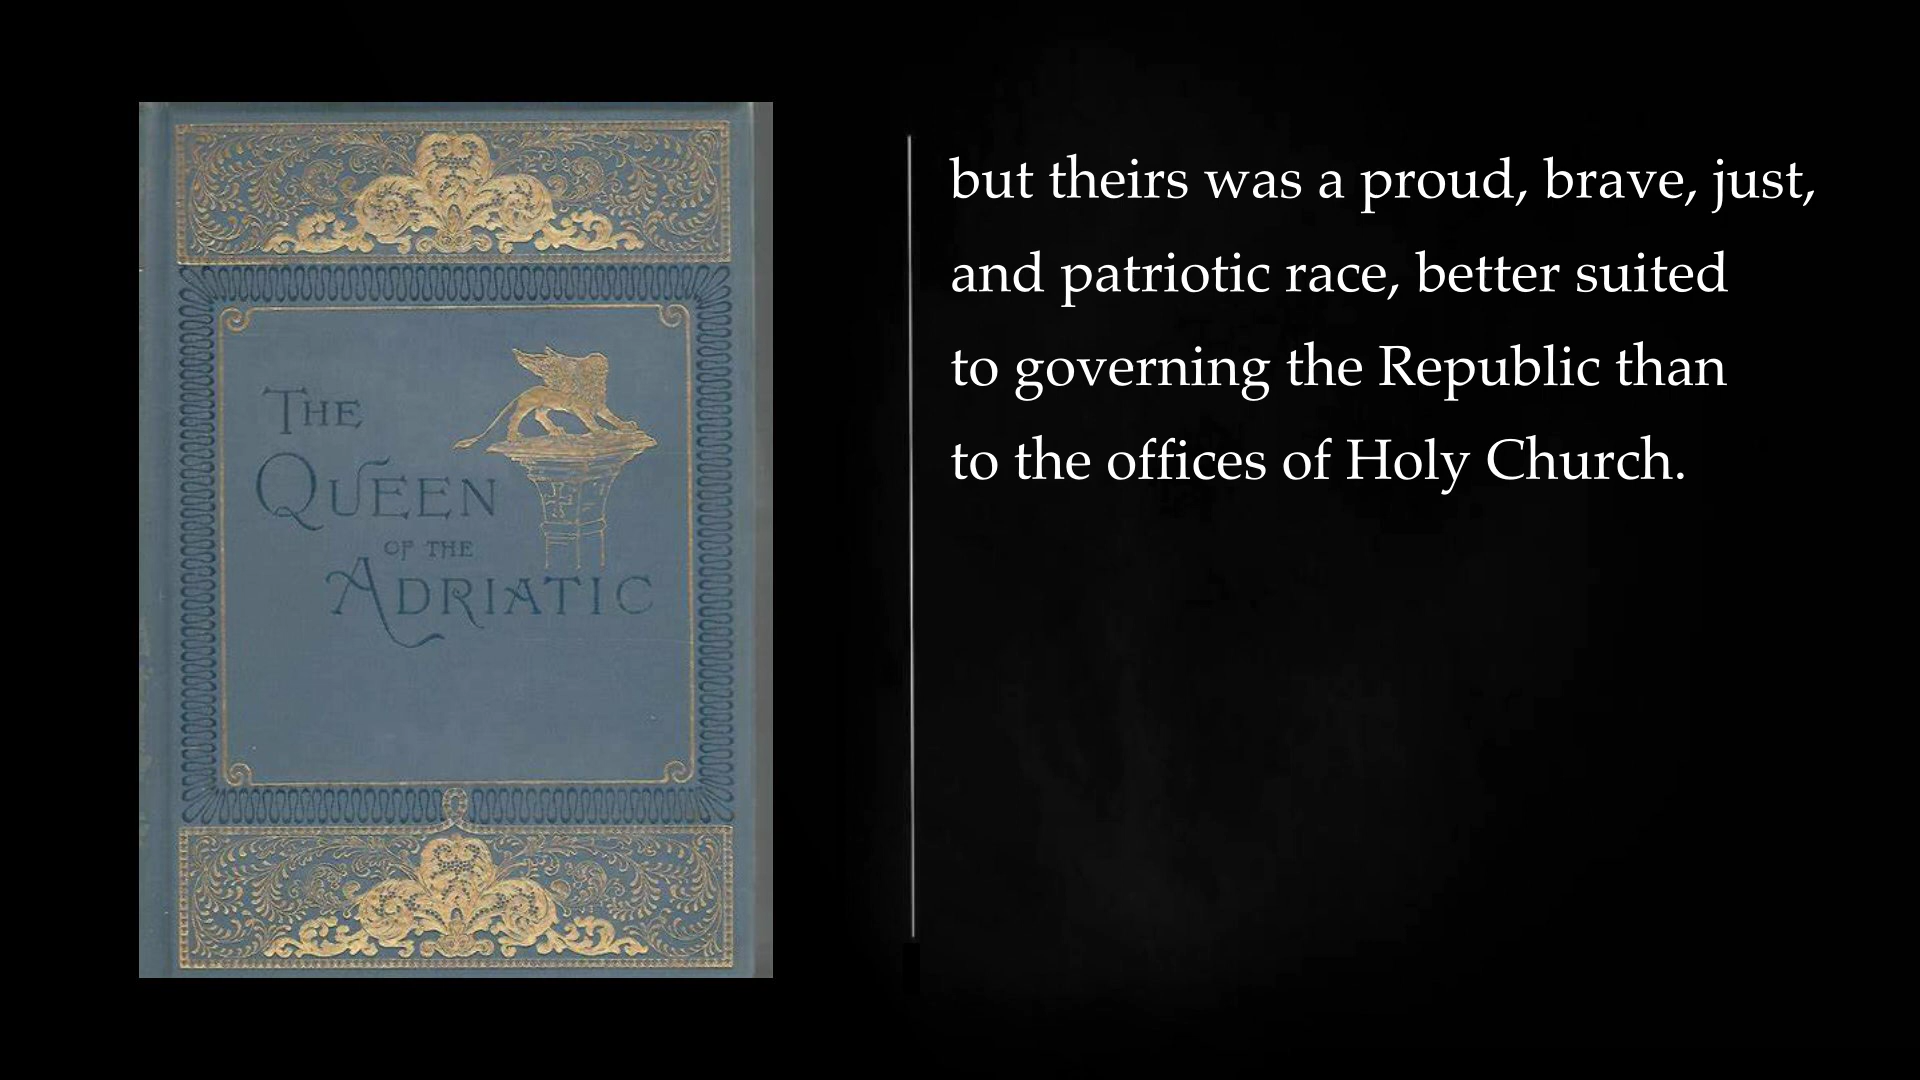 The
Queen
of the
Adriatic
but theirs was a proud, brave, just,
and patriotic race, better suited
to governing the Republic than
to the offices of Holy Church.